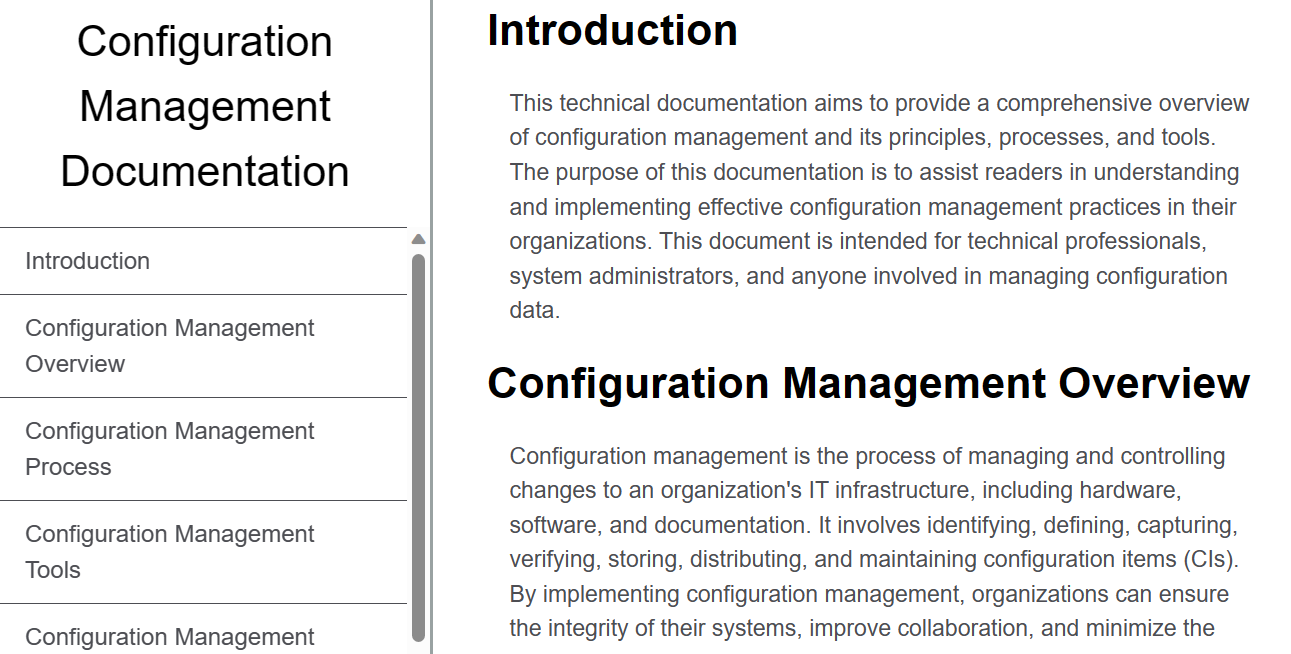 Configuration
Management
Documentation
Introduction
Configuration Management
Overview
Configuration Management
Process
Configuration Management
Tools
Configuration Management
Introduction
This technical documentation aims to provide a comprehensive overview
of configuration management and its principles, processes, and tools.
The purpose of this documentation is to assist readers in understanding
and implementing effective configuration management practices in their
organizations. This document is intended for technical professionals,
system administrators, and anyone involved in managing configuration
data.
Configuration Management Overview
Configuration management is the process of managing and controlling
changes to an organization's IT infrastructure, including hardware,
software, and documentation. It involves identifying, defining, capturing,
verifying, storing, distributing, and maintaining configuration items (CIs).
By implementing configuration management, organizations can ensure
the integrity of their systems, improve collaboration, and minimize the